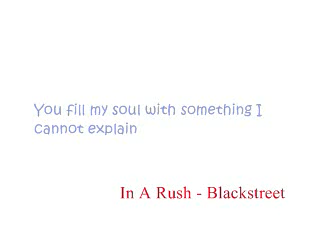 You fill my soul with something I
cannot explain
In A Rush - Blackstreet